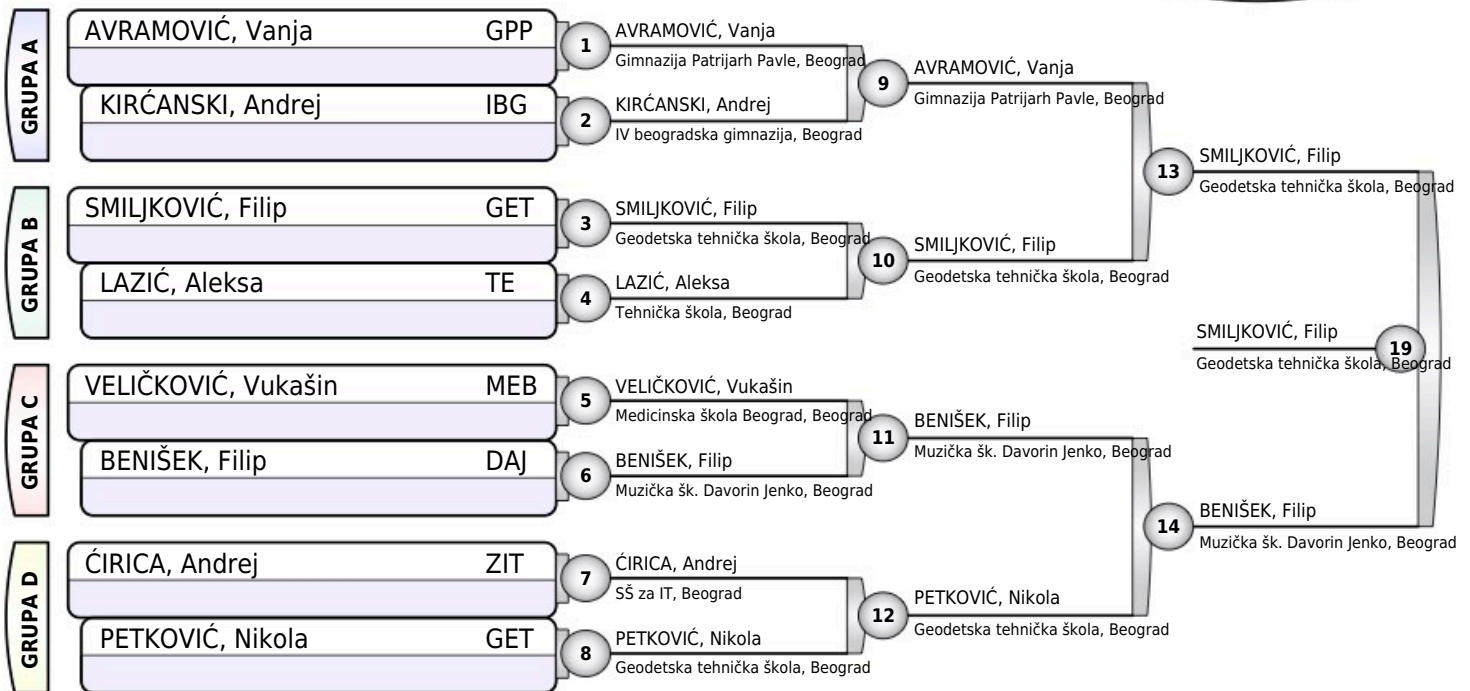 GRUPA A
AVRAMOVIĆ, Vanja GPP
KIRĆANSKI, Andrej IBG
GRUPA B
SMILJKOVIĆ, Filip GET
LAZIĆ, Aleksa TE
GRUPA C
VELIČKOVIĆ, Vukašin MEB
BENIŠEK, Filip DAJ
GRUPA D
ĆIRICA, Andrej ZIT
PETKOVIĆ, Nikola GET
1
AVRAMOVIĆ, Vanja
Gimnazija Patrijarh Pavle, Beograd
2
KIRĆANSKI, Andrej
IV beogradska gimnazija, Beograd
3
SMILJKOVIĆ, Filip
Geodetska tehnička škola, Beograd
4
LAZIĆ, Aleksa
Tehnička škola, Beograd
5
VELIČKOVIĆ, Vukašin
Medicinska škola Beograd, Beograd
6
BENIŠEK, Filip
Muzička šk. Davorin Jenko, Beograd
7
ĆIRICA, Andrej
SŠ za IT, Beograd
8
PETKOVIĆ, Nikola
Geodetska tehnička škola, Beograd
9
AVRAMOVIĆ, Vanja
Gimnazija Patrijarh Pavle, Beograd
10
SMILJKOVIĆ, Filip
Geodetska tehnička škola, Beograd
11
BENIŠEK, Filip
Muzička šk. Davorin Jenko, Beograd
12
PETKOVIĆ, Nikola
Geodetska tehnička škola, Beograd
13
SMILJKOVIĆ, Filip
Geodetska tehnička škola, Beograd
14
BENIŠEK, Filip
Muzička šk. Davorin Jenko, Beograd
SMILJKOVIĆ, Filip
19
Geodetska tehnička škola, Beograd